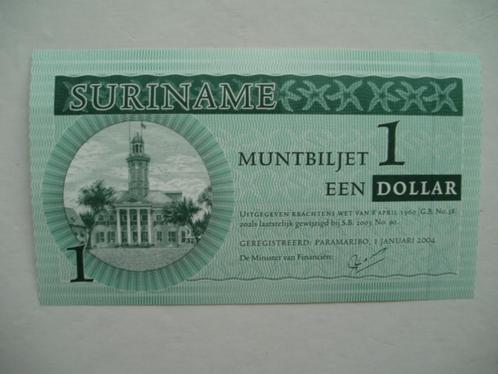 SURINAME
MUNTBILJET 1
EEN DOLLAR
UITGEGEVEN KRACHTENS WET VAN 8 APRIL 1960 (G.B. No. 38.
zoals laatstelijk gewijzigd bij S.B. 2003 No. 90.
GEREGISTREERD: PARAMARIBO, 1 JANUARI 2004
De Minister van Financiën:
1